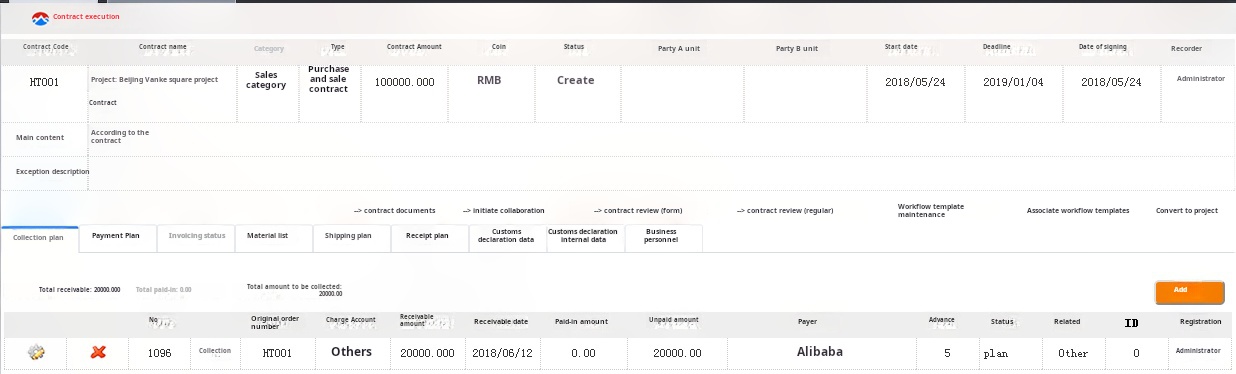 Contract execution
Contract Code Contract name Category Type Contract Amount Coin Status Party A unit Party B unit Start date Deadline Date of signing Recorder
HT001 Project: Beijing Vanke square project Contract Sales category Purchase and sale contract 100000.000 RMB Create 2018/05/24 2019/01/04 2018/05/24 Administrator
Main content According to the contract
Exception description
--> contract documents --> initiate collaboration --> contract review (form) --> contract review (regular) Workflow template maintenance Associate workflow templates Convert to project
Collection plan Payment Plan Invoicing status Material list Shipping plan Receipt plan Customs declaration data Customs declaration internal data Business personnel
Total receivable: 20000.000 Total paid-in: 0.00 Total amount to be collected: 20000.00 Add
No Original order number Charge Account Receivable amount Receivable date Paid-in amount Unpaid amount Payer Advance Status Related ID Registration
1096 Collection HT001 Others 20000.000 2018/06/12 0.00 20000.00 Alibaba 5 plan Other 0 Administrator